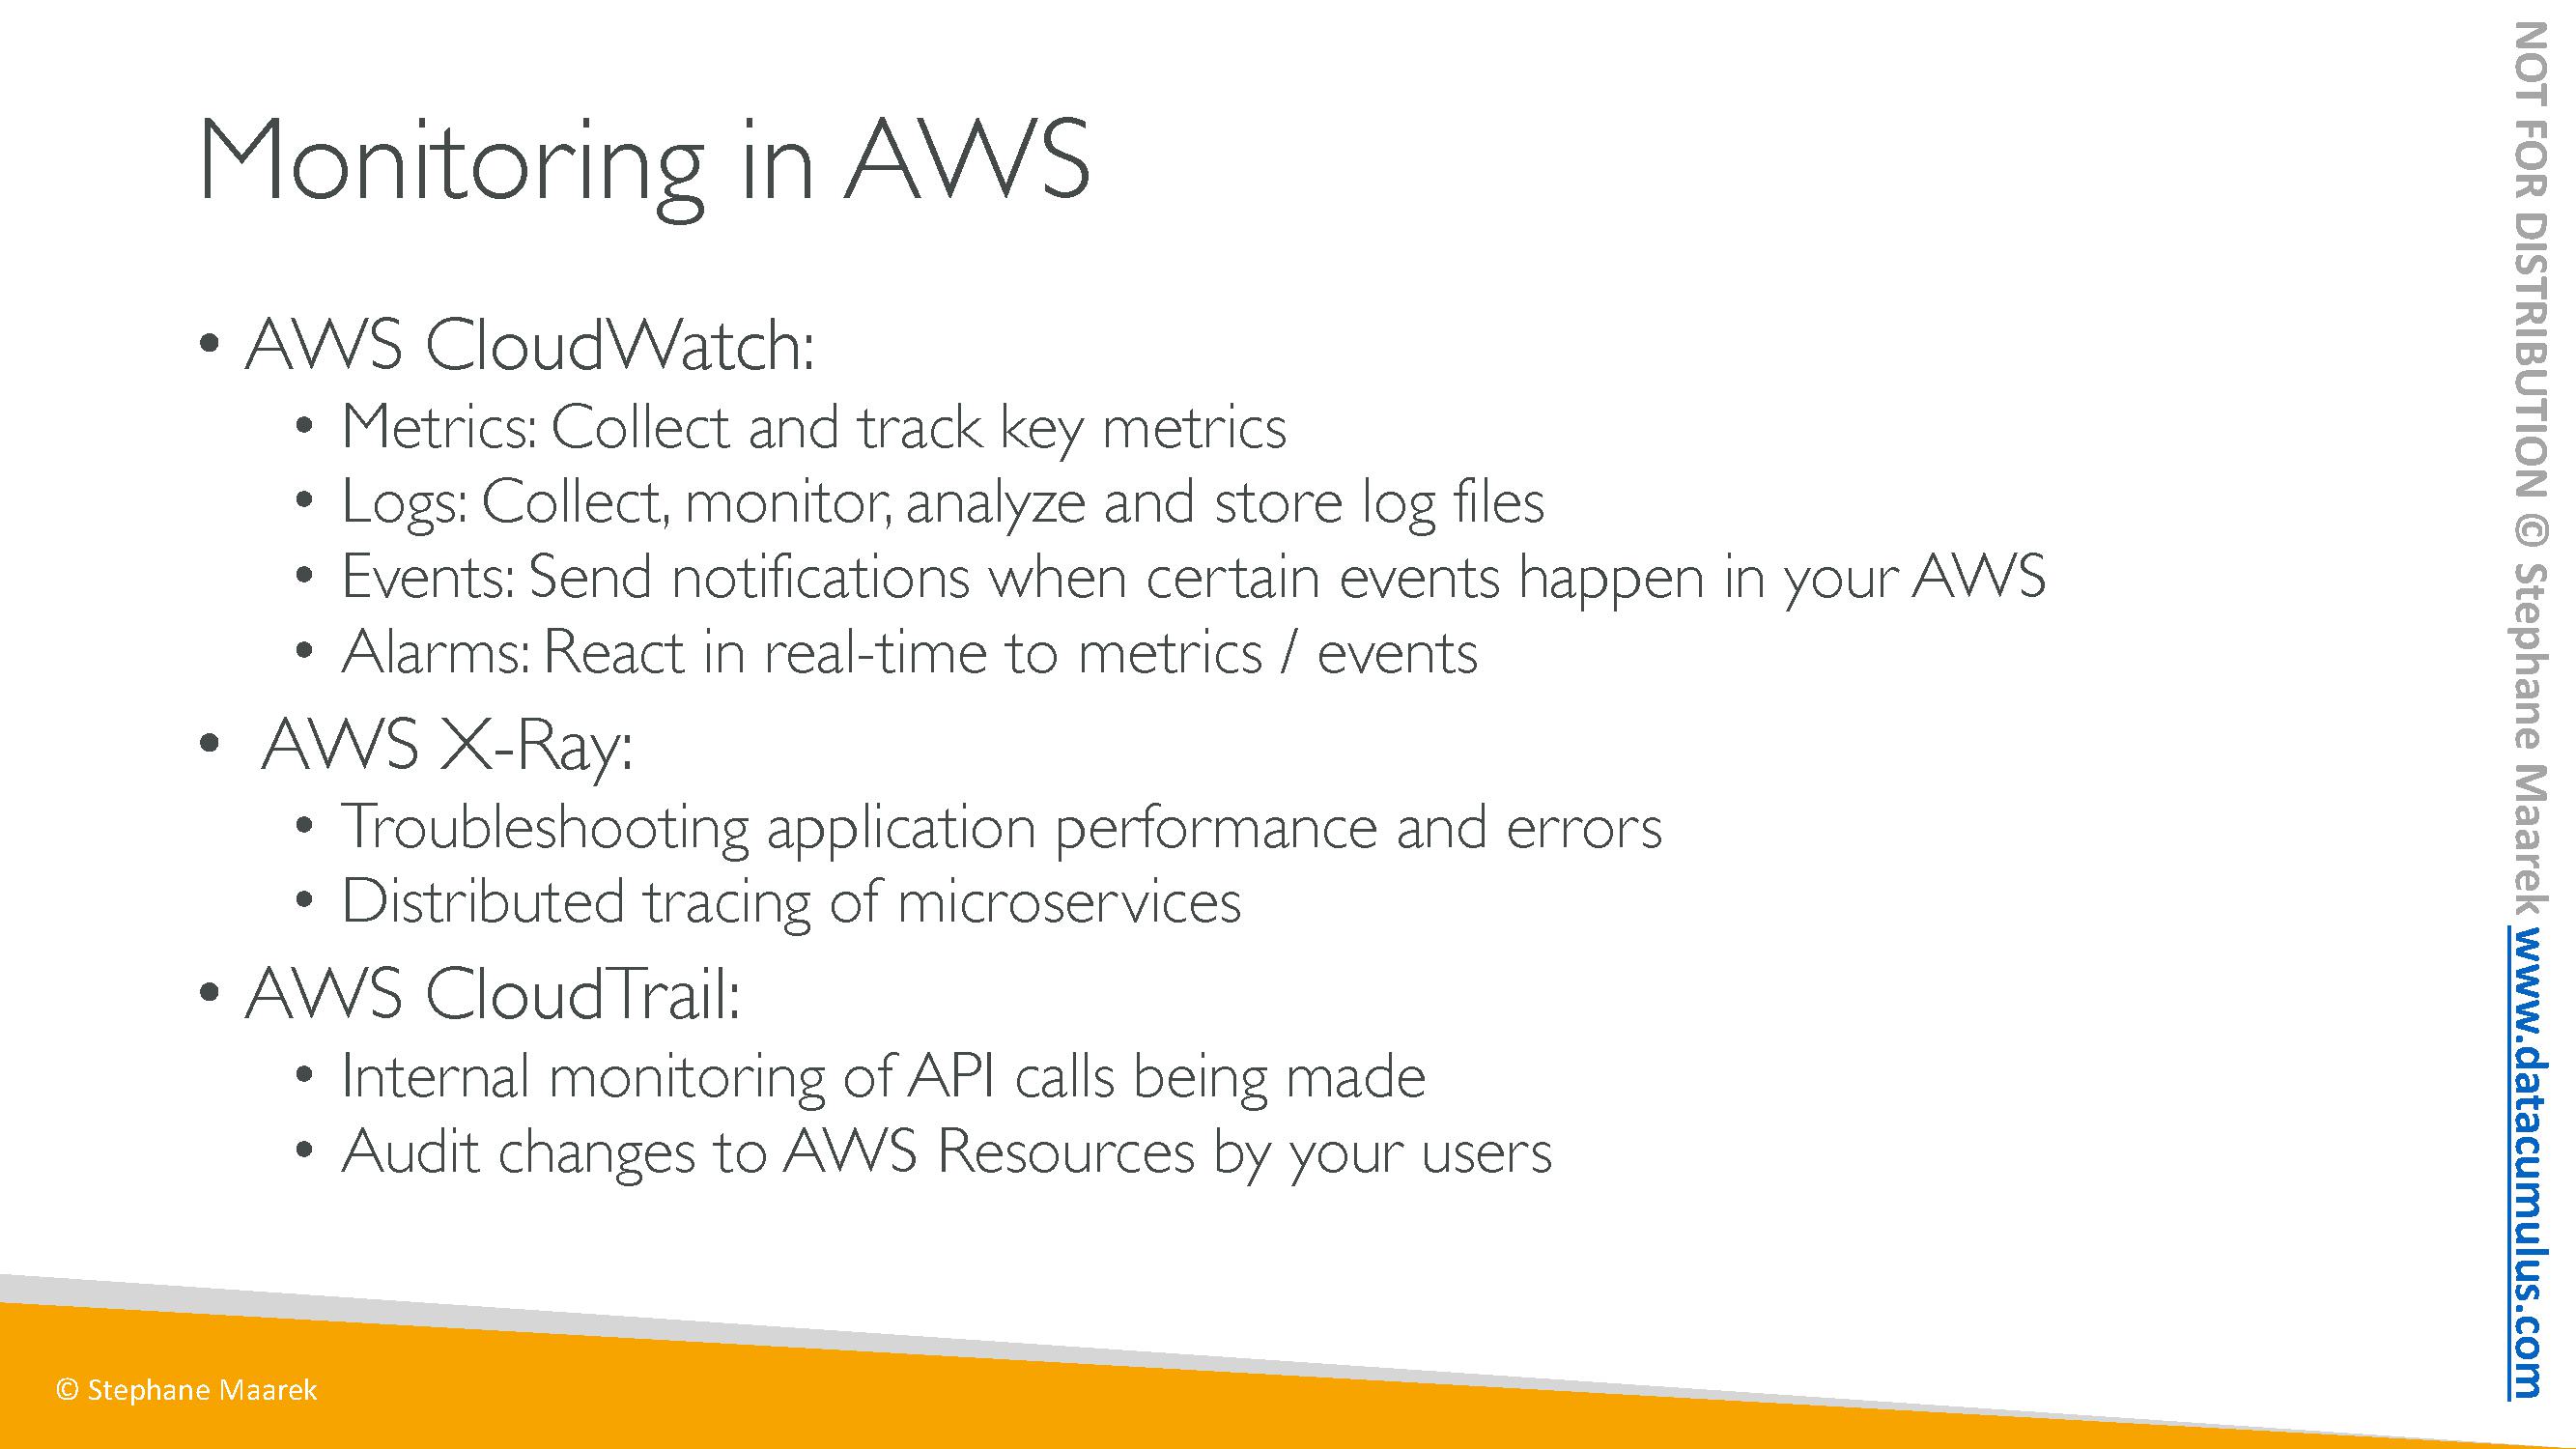 Monitoring in AWS
• AWS CloudWatch:
• Metrics: Collect and track key metrics
• Logs: Collect, monitor, analyze and store log files
• Events: Send notifications when certain events happen in your AWS
• Alarms: React in real-time to metrics / events
• AWS X-Ray:
• Troubleshooting application performance and errors
• Distributed tracing of microservices
• AWS CloudTrail:
• Internal monitoring of API calls being made
• Audit changes to AWS Resources by your users
© Stephane Maarek
NOT FOR DISTRIBUTION © Stephane Maarek www.datacumulus.com